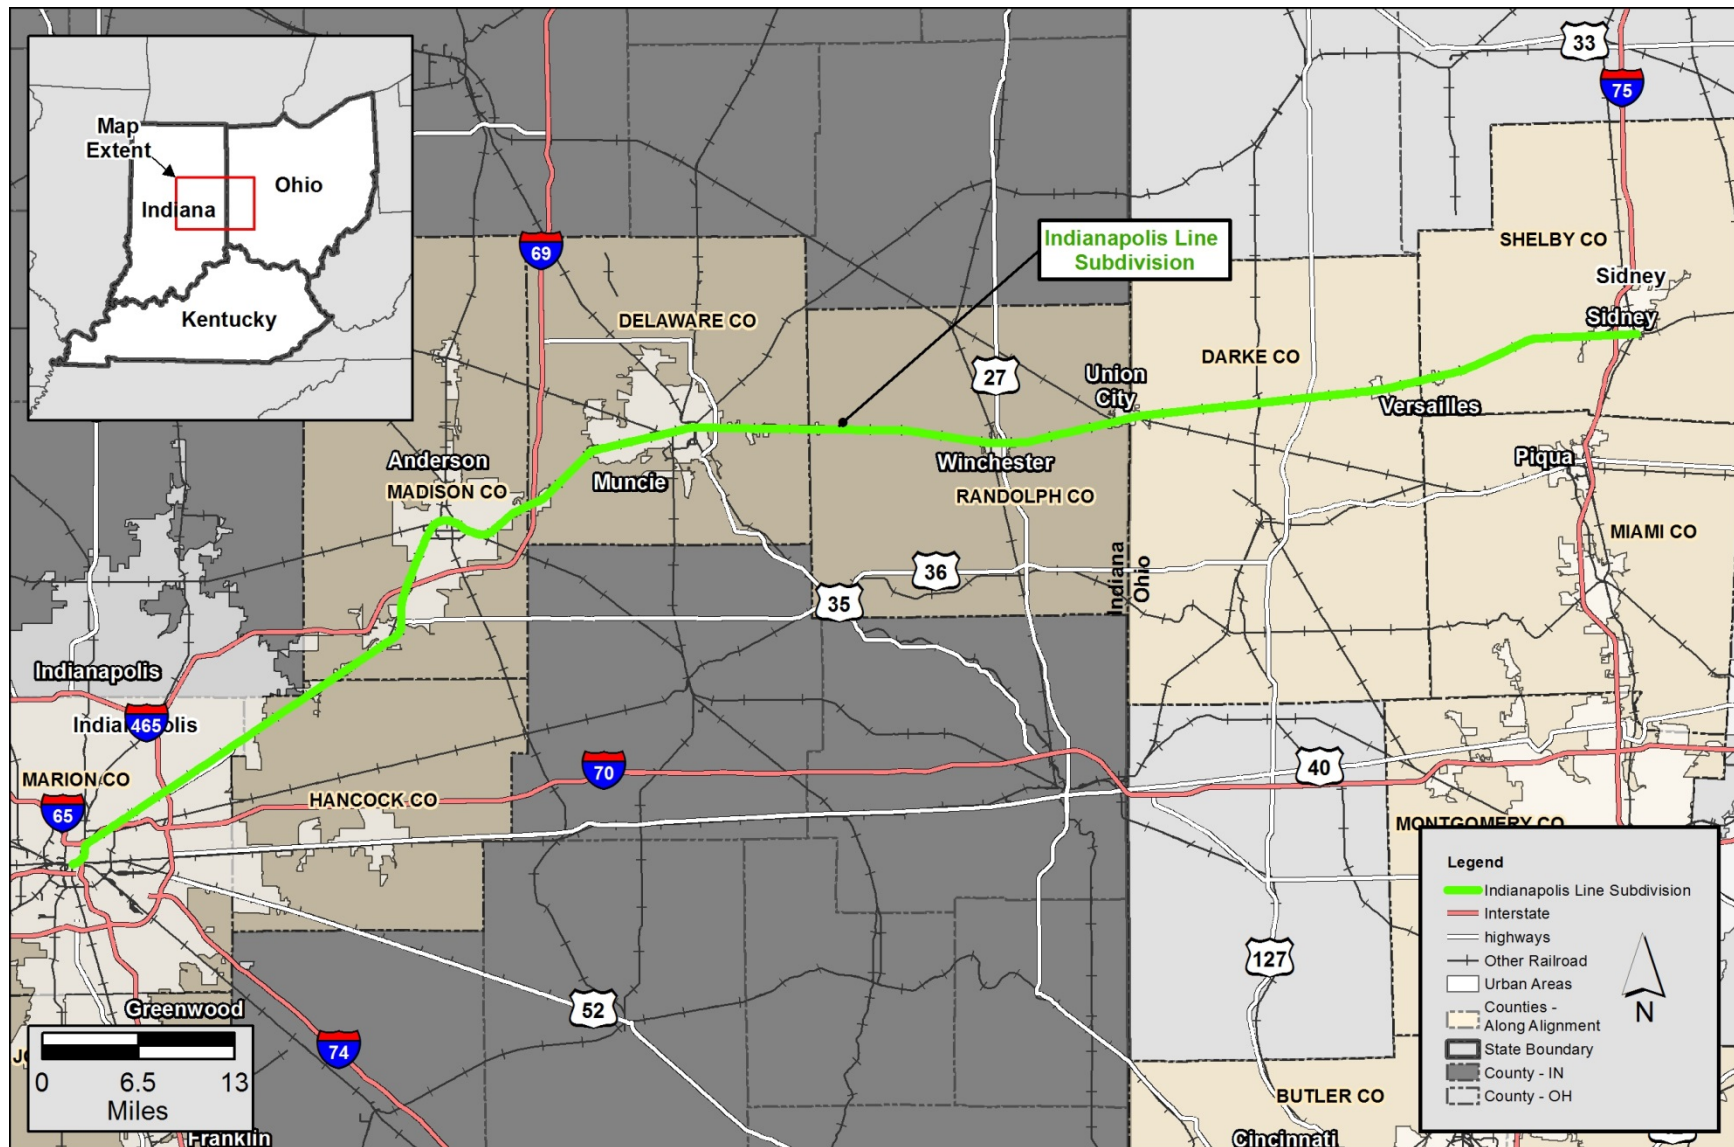 Map
Extent
Ohio
Indiana
Kentucky
33
75
69
Indianapolis Line
Subdivision
SHELBY CO
Sidney
Sidney
DELAWARE CO
DARKE CO
27
Union
City
Versailles
Anderson
MADISON CO
Muncie
Winchester
RANDOLPH CO
Piqua
MIAMI CO
Indiana
Ohio
36
35
Indianapolis
Indianapolis
465
MARION CO
65
HANCOCK CO
70
40
MONTGOMERY CO
127
52
Greenwood
74
BUTLER CO
Cincinnati
Franklin
0 6.5 13
Miles
Legend
Indianapolis Line Subdivision
Interstate
highways
Other Railroad
Urban Areas
Counties -
Along Alignment
State Boundary
County - IN
County - OH
N